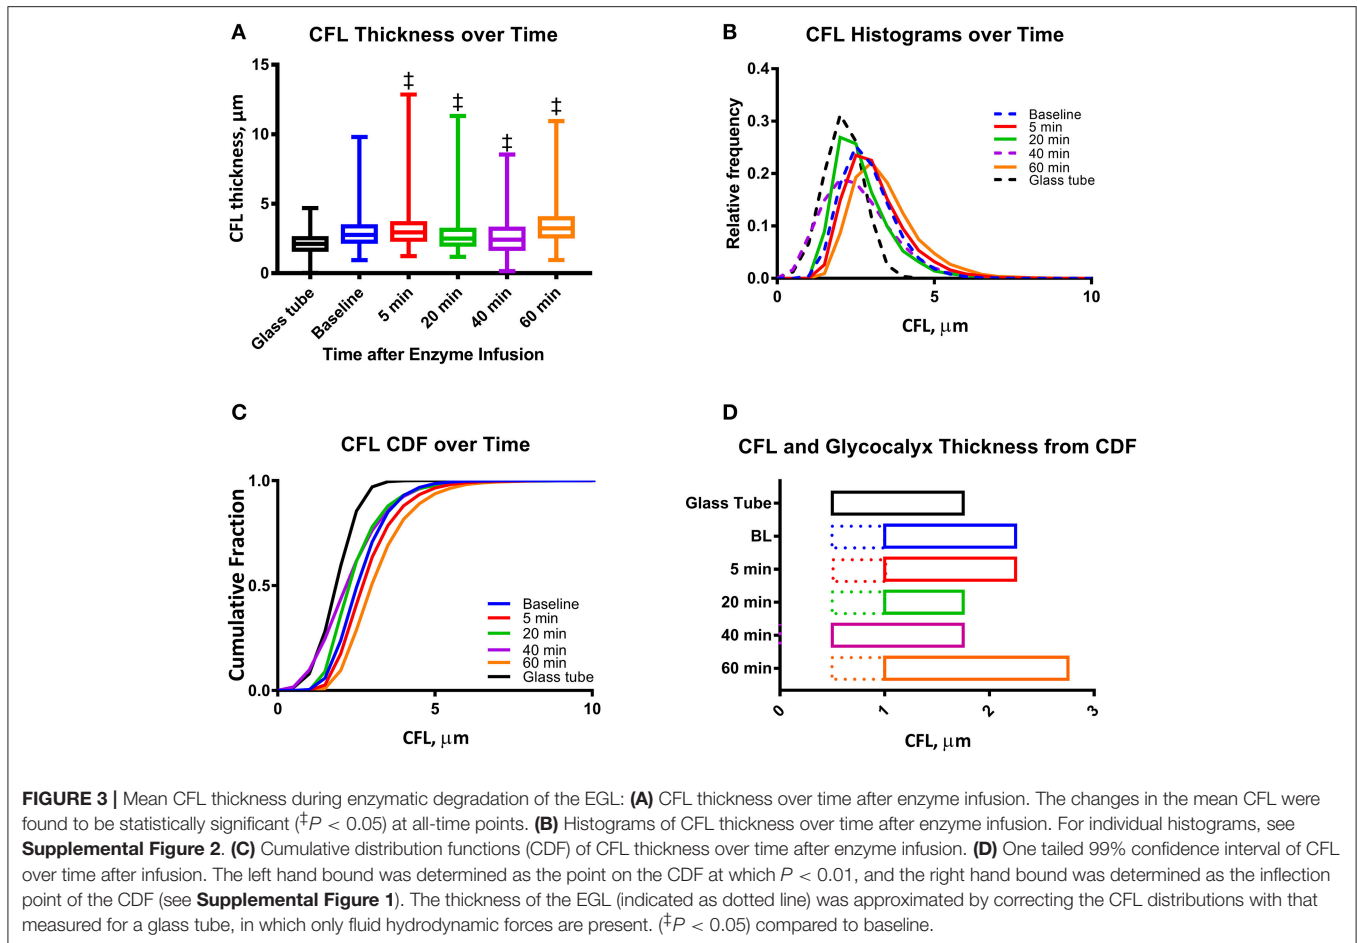 A
CFL Thickness over Time
CFL thickness, µm
15
10
5
0
‡
‡
‡
‡
Glass tube
Baseline
5 min
20 min
40 min
60 min
Time after Enzyme Infusion
B
CFL Histograms over Time
Relative frequency
0.4
0.3
0.2
0.1
0.0
0
5
10
CFL, µm
Baseline
5 min
20 min
40 min
60 min
Glass tube
C
CFL CDF over Time
Cumulative Fraction
1.0
0.5
0.0
0
5
10
CFL, µm
Baseline
5 min
20 min
40 min
60 min
Glass tube
D
CFL and Glycocalyx Thickness from CDF
Glass Tube
BL
5 min
20 min
40 min
60 min
0
1
2
3
CFL, µm
FIGURE 3 | Mean CFL thickness during enzymatic degradation of the EGL: (A) CFL thickness over time after enzyme infusion. The changes in the mean CFL were
found to be statistically significant (‡P < 0.05) at all-time points. (B) Histograms of CFL thickness over time after enzyme infusion. For individual histograms, see
Supplemental Figure 2. (C) Cumulative distribution functions (CDF) of CFL thickness over time after enzyme infusion. (D) One tailed 99% confidence interval of CFL
over time after infusion. The left hand bound was determined as the point on the CDF at which P < 0.01, and the right hand bound was determined as the inflection
point of the CDF (see Supplemental Figure 1). The thickness of the EGL (indicated as dotted line) was approximated by correcting the CFL distributions with that
measured for a glass tube, in which only fluid hydrodynamic forces are present. (‡P < 0.05) compared to baseline.